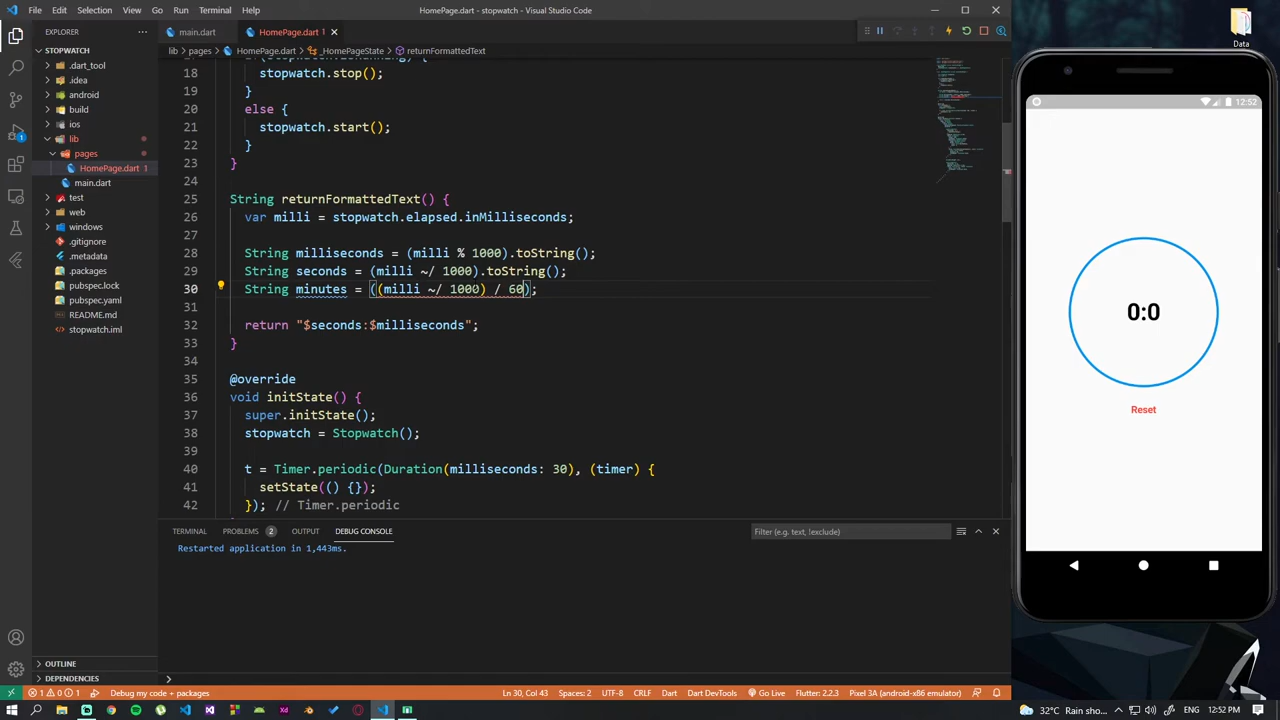 File Edit Selection View Go Run Terminal Help
HomePage.dart - stopwatch - Visual Studio Code
Data
EXPLORER
main.dart
HomePage.dart 1
STOPWATCH
lib > pages > HomePage.dart > _HomePageState > returnFormattedText
.dart_tool
.idea
android
build
ios
lib
pages
HomePage.dart 1
main.dart
test
web
windows
.gitignore
.metadata
.packages
pubspec.lock
pubspec.yaml
README.md
stopwatch.iml
18 stopwatch.stop();
19 }
20 else {
21 stopwatch.start();
22 }
23 }
24
25 String returnFormattedText() {
26 var milli = stopwatch.elapsed.inMilliseconds;
27
28 String milliseconds = (milli % 1000).toString();
29 String seconds = (milli ~/ 1000).toString();
30 String minutes = ((milli ~/ 1000) / 60);
31
32 return "$seconds:$milliseconds";
33 }
34
35 @override
36 void initState() {
37 super.initState();
38 stopwatch = Stopwatch();
39
40 t = Timer.periodic(Duration(milliseconds: 30), (timer) {
41 setState(() {});
42 }); // Timer.periodic
TERMINAL PROBLEMS 2 OUTPUT DEBUG CONSOLE
Filter (e.g. text, !exclude)
Restarted application in 1,443ms.
OUTLINE
DEPENDENCIES
1 0 1 Debug my code + packages
Ln 30, Col 43 Spaces: 2 UTF-8 CRLF Dart Dart DevTools Go Live Flutter: 2.2.3 Pixel 3A (android-x86 emulator)
12:52
0:0
Reset
32°C Rain sho... 12:52 PM